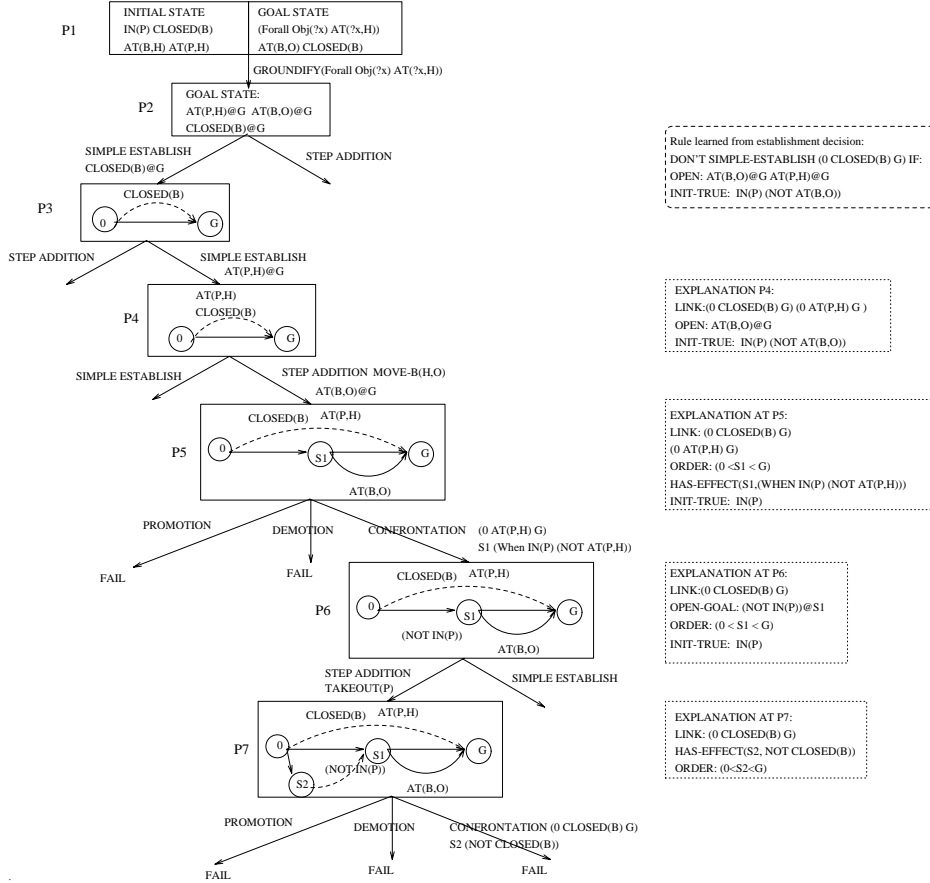 P1
INITIAL STATE
IN(P) CLOSED(B)
AT(B,H) AT(P,H)
GOAL STATE
(Forall Obj(?x) AT(?x,H))
AT(B,O) CLOSED(B)
GROUNDIFY(Forall Obj(?x) AT(?x,H))
P2
GOAL STATE:
AT(P,H)@G AT(B,O)@G
CLOSED(B)@G
SIMPLE ESTABLISH
CLOSED(B)@G
STEP ADDITION
Rule learned from establishment decision:
DON'T SIMPLE-ESTABLISH (0 CLOSED(B) G) IF:
OPEN: AT(B,O)@G AT(P,H)@G
INIT-TRUE: IN(P) (NOT AT(B,O))
P3
CLOSED(B)
0
G
STEP ADDITION
SIMPLE ESTABLISH
AT(P,H)@G
P4
AT(P,H)
CLOSED(B)
0
G
EXPLANATION P4:
LINK:(0 CLOSED(B) G) (0 AT(P,H) G )
OPEN: AT(B,O)@G
INIT-TRUE: IN(P) (NOT AT(B,O))
SIMPLE ESTABLISH
STEP ADDITION MOVE-B(H,O)
AT(B,O)@G
P5
CLOSED(B) AT(P,H)
0
S1
G
AT(B,O)
EXPLANATION AT P5:
LINK: (0 CLOSED(B) G)
(0 AT(P,H) G)
ORDER: (0 <S1 < G)
HAS-EFFECT(S1,(WHEN IN(P) (NOT AT(P,H)))
INIT-TRUE: IN(P)
PROMOTION
DEMOTION
CONFRONTATION (0 AT(P,H) G)
S1 (When IN(P) (NOT AT(P,H))
FAIL
FAIL
P6
CLOSED(B) AT(P,H)
0
S1
G
(NOT IN(P))
AT(B,O)
EXPLANATION AT P6:
LINK:(0 CLOSED(B) G)
OPEN-GOAL: (NOT IN(P))@S1
ORDER: (0 < S1 < G)
INIT-TRUE: IN(P)
STEP ADDITION
TAKEOUT(P)
SIMPLE ESTABLISH
P7
CLOSED(B) AT(P,H)
0
S1
G
(NOT IN(P))
S2
AT(B,O)
EXPLANATION AT P7:
LINK: (0 CLOSED(B) G)
HAS-EFFECT(S2, NOT CLOSED(B))
ORDER: (0<S2<G)
PROMOTION
DEMOTION
CONFRONTATION (0 CLOSED(B) G)
S2 (NOT CLOSED(B))
FAIL
FAIL
FAIL